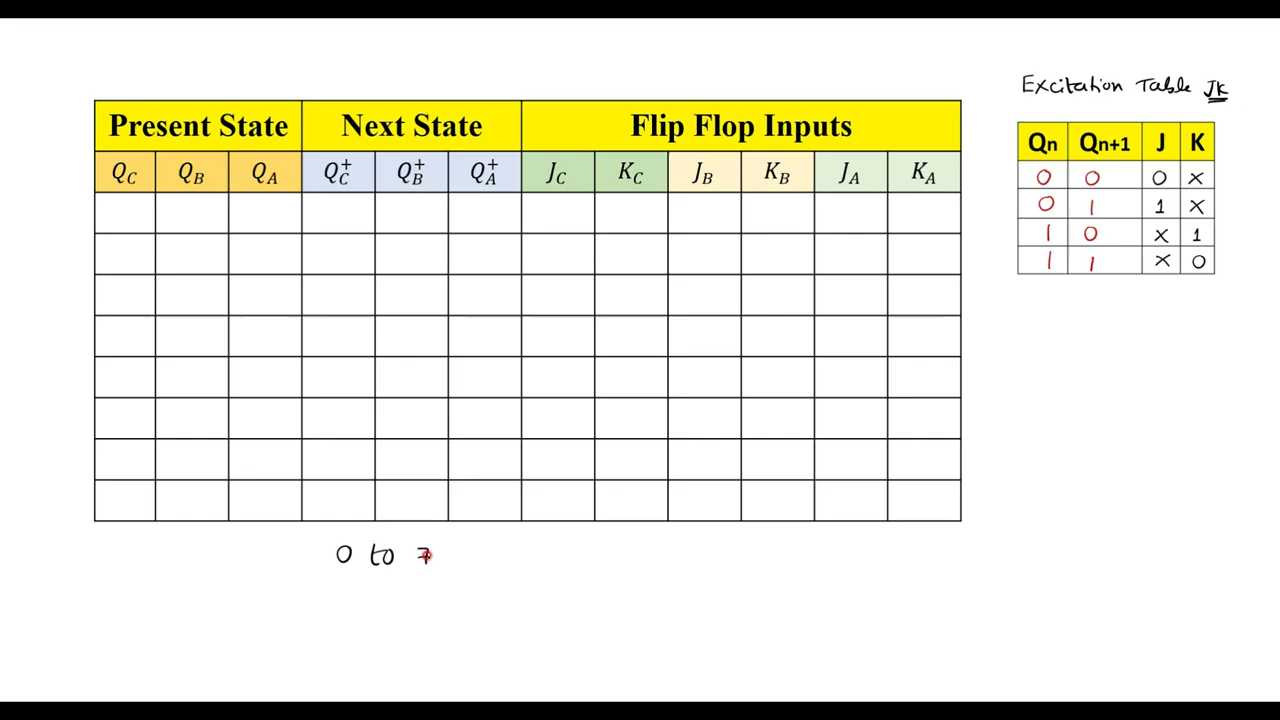 Excitation Table JK
Present State Next State Flip Flop Inputs
Q_C Q_B Q_A Q_C^+ Q_B^+ Q_A^+ J_C K_C J_B K_B J_A K_A
Qn Qn+1 J K
0 0 0 x
0 1 1 x
1 0 x 1
1 1 x 0
0 to 7